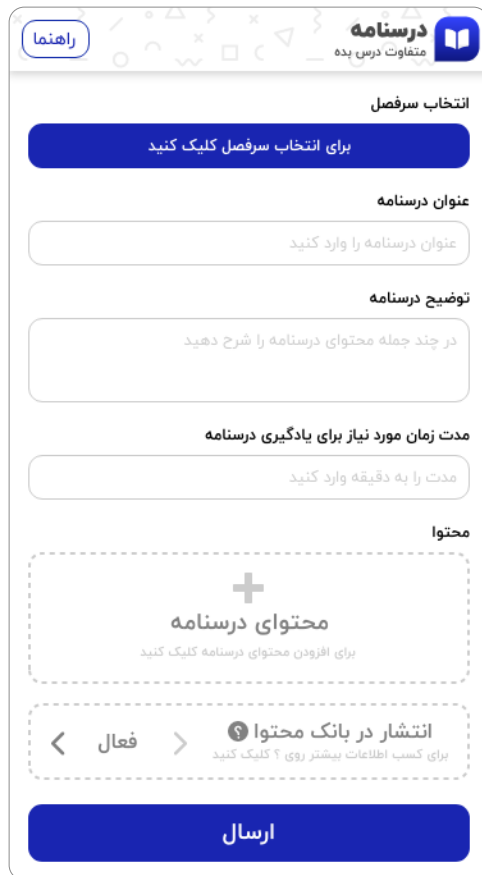 درسنامه
متفاوت درس بده
راهنما
انتخاب سرفصل
برای انتخاب سرفصل کلیک کنید
عنوان درسنامه
عنوان درسنامه را وارد کنید
توضیح درسنامه
در چند جمله محتوای درسنامه را شرح دهید
مدت زمان مورد نیاز برای یادگیری درسنامه
مدت را به دقیقه وارد کنید
محتوا
محتوای درسنامه
برای افزودن محتوای درسنامه کلیک کنید
انتشار در بانک محتوا ؟
برای کسب اطلاعات بیشتر روی ؟ کلیک کنید
فعال
ارسال